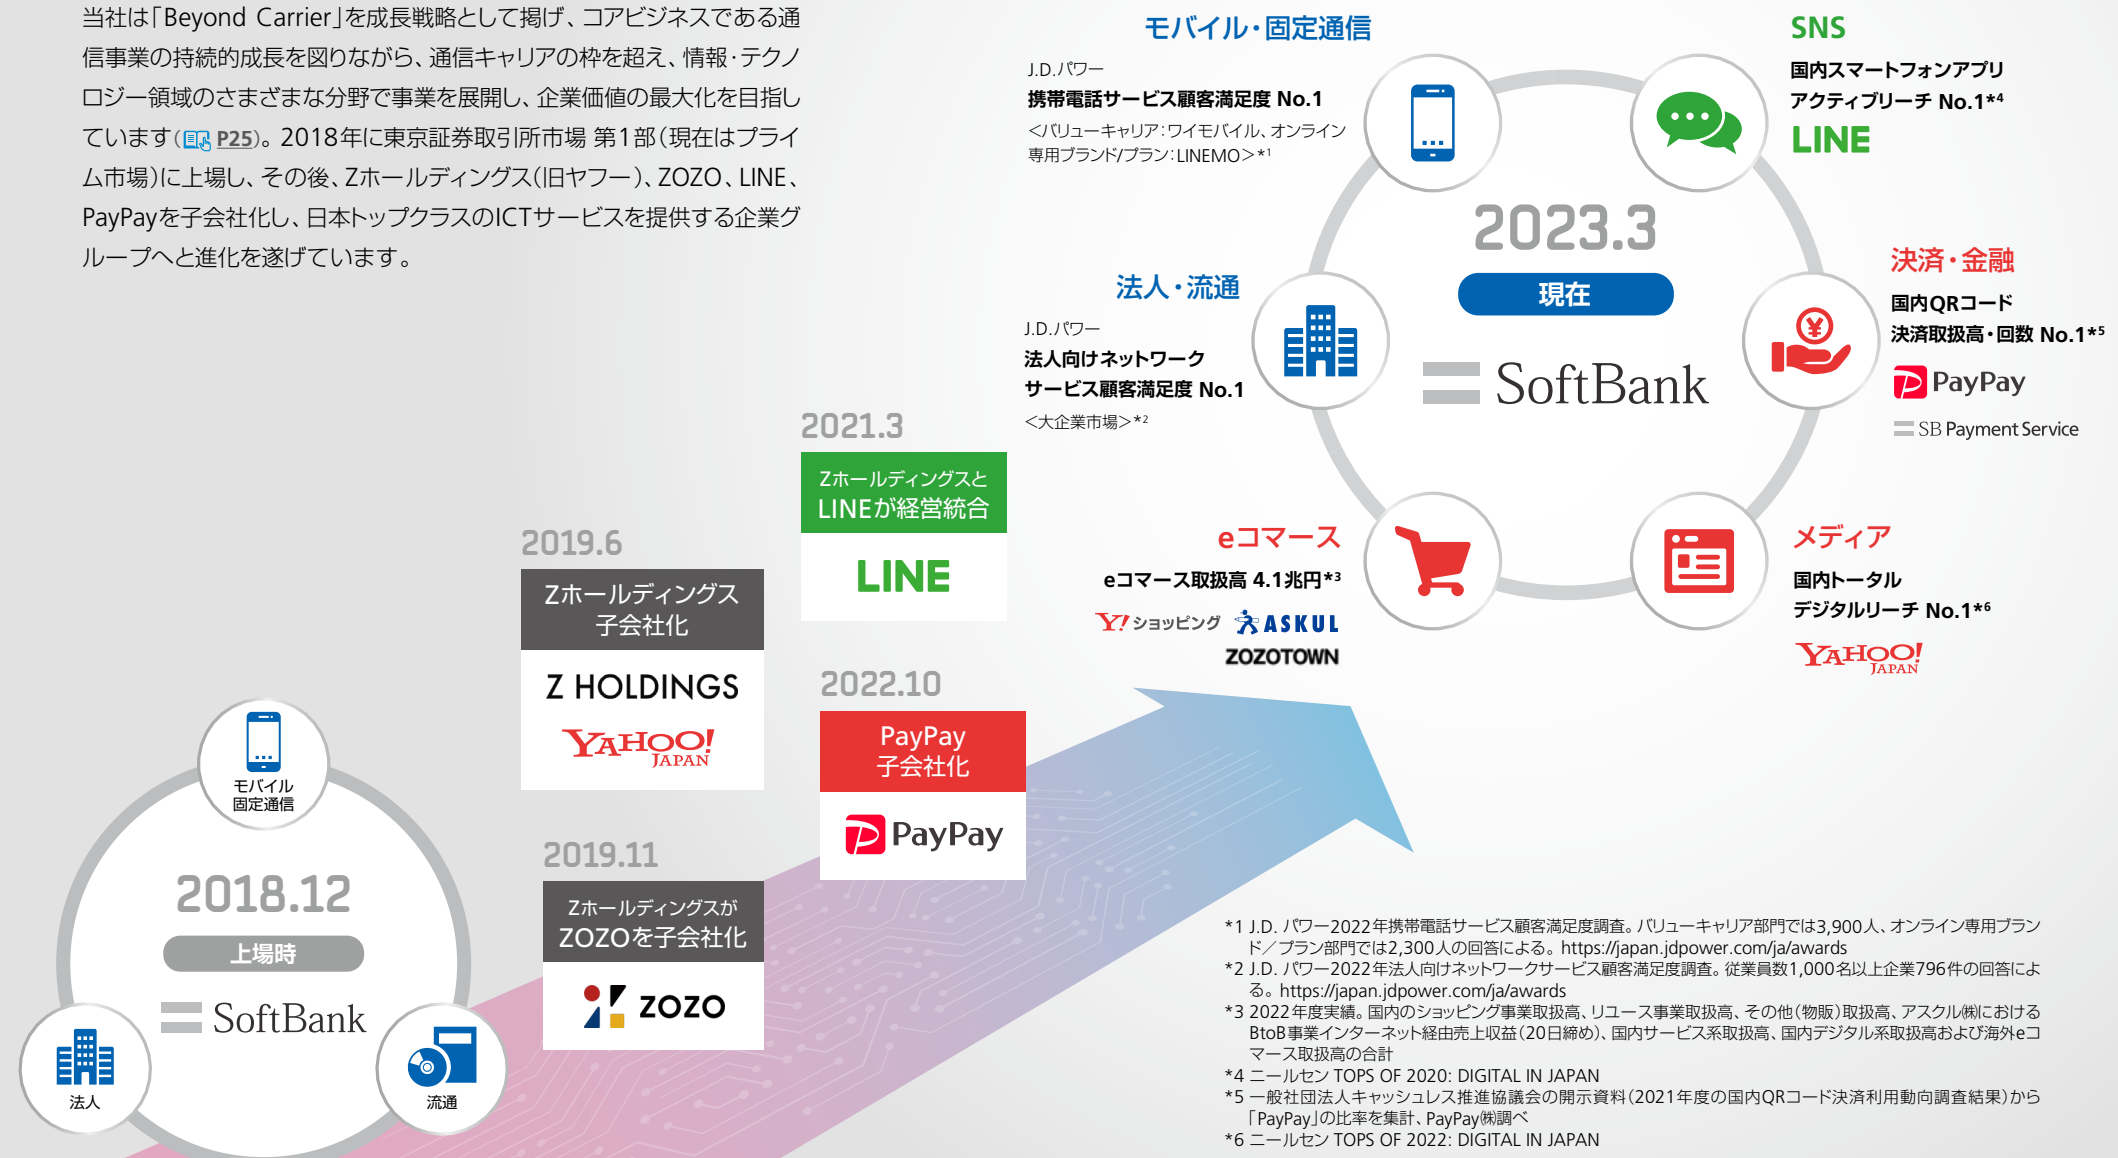 当社は「Beyond Carrier」を成長戦略として掲げ、コアビジネスである通
信事業の持続的成長を図りながら、通信キャリアの枠を超え、情報・テクノ
ロジー領域のさまざまな分野で事業を展開し、企業価値の最大化を目指し
ています( P25)。2018年に東京証券取引所市場 第1部（現在はプライ
ム市場）に上場し、その後、Zホールディングス（旧ヤフー）、ZOZO、LINE、
PayPayを子会社化し、日本トップクラスのICTサービスを提供する企業グ
ループへと進化を遂げています。
2018.12
上場時
SoftBank
モバイル
固定通信
法人
流通
2019.6
Zホールディングス
子会社化
Z HOLDINGS
YAHOO!
JAPAN
2019.11
Zホールディングスが
ZOZOを子会社化
ZOZO
2021.3
Zホールディングスと
LINEが経営統合
LINE
2022.10
PayPay
子会社化
PayPay
2023.3
現在
SoftBank
モバイル・固定通信
J.D.パワー
携帯電話サービス顧客満足度 No.1
＜バリューキャリア：ワイモバイル、オンライン
専用ブランド/プラン：LINEMO＞*1
法人・流通
J.D.パワー
法人向けネットワーク
サービス顧客満足度 No.1
＜大企業市場＞*2
eコマース
eコマース取扱高 4.1兆円*3
Y!ショッピング ASKUL
ZOZOTOWN
SNS
国内スマートフォンアプリ
アクティブリーチ No.1*4
LINE
決済・金融
国内QRコード
決済取扱高・回数 No.1*5
PayPay
SB Payment Service
メディア
国内トータル
デジタルリーチ No.1*6
YAHOO!
JAPAN
*1 J.D. パワー2022年携帯電話サービス顧客満足度調査。バリューキャリア部門では3,900人、オンライン専用ブラン
ド／プラン部門では2,300人の回答による。https://japan.jdpower.com/ja/awards
*2 J.D. パワー2022年法人向けネットワークサービス顧客満足度調査。従業員数1,000名以上企業796件の回答によ
る。https://japan.jdpower.com/ja/awards
*3 2022年度実績。国内のショッピング事業取扱高、リユース事業取扱高、その他（物販）取扱高、アスクル㈱における
BtoB事業インターネット経由売上収益（20日締め）、国内サービス系取扱高、国内デジタル系取扱高および海外eコ
マース取扱高の合計
*4 ニールセン TOPS OF 2020: DIGITAL IN JAPAN
*5 一般社団法人キャッシュレス推進協議会の開示資料（2021年度の国内QRコード決済利用動向調査結果）から
「PayPay」の比率を集計、PayPay㈱調べ
*6 ニールセン TOPS OF 2022: DIGITAL IN JAPAN